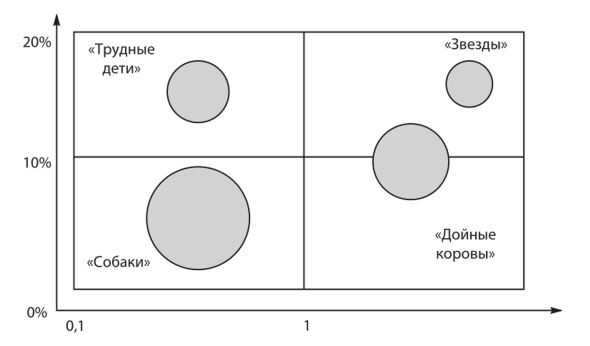 20%
«Трудные
дети»
«Звезды»
10%
«Дойные
коровы»
«Собаки»
0%
0,1
1